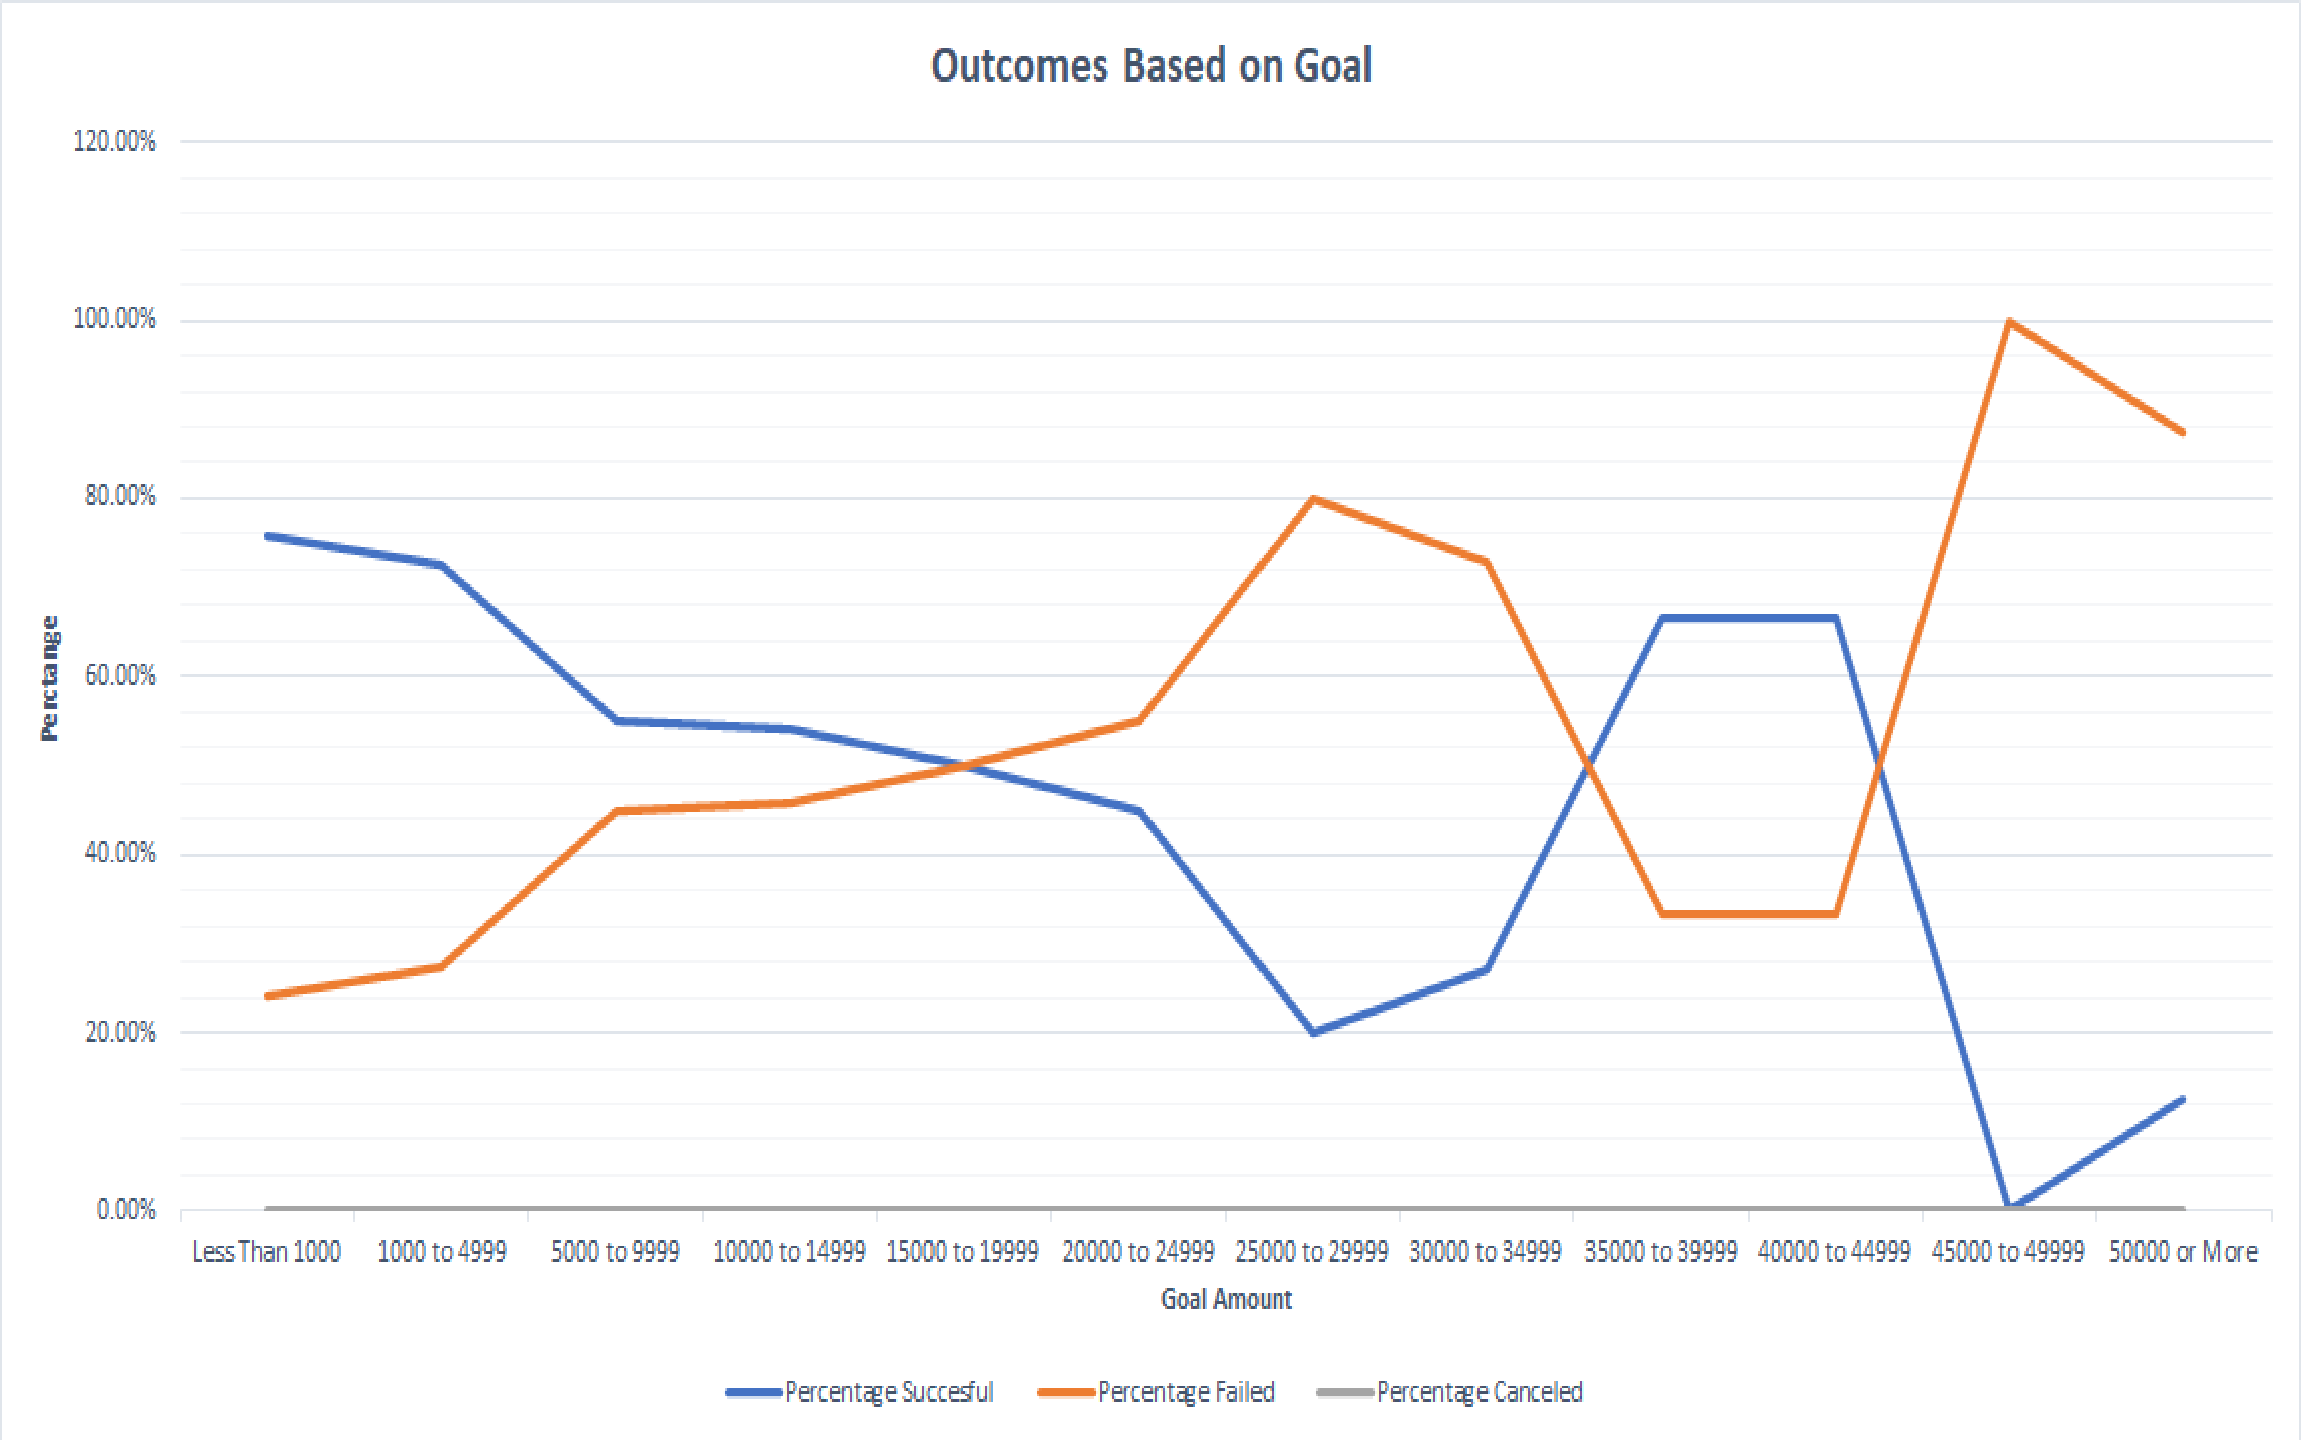 Outcomes Based on Goal
120.00%
100.00%
80.00%
60.00%
40.00%
20.00%
0.00%
Perctange
Less Than 1000 1000 to 4999 5000 to 9999 10000 to 14999 15000 to 19999 20000 to 24999 25000 to 29999 30000 to 34999 35000 to 39999 40000 to 44999 45000 to 49999 50000 or More
Goal Amount
Percentage Succesful Percentage Failed Percentage Canceled